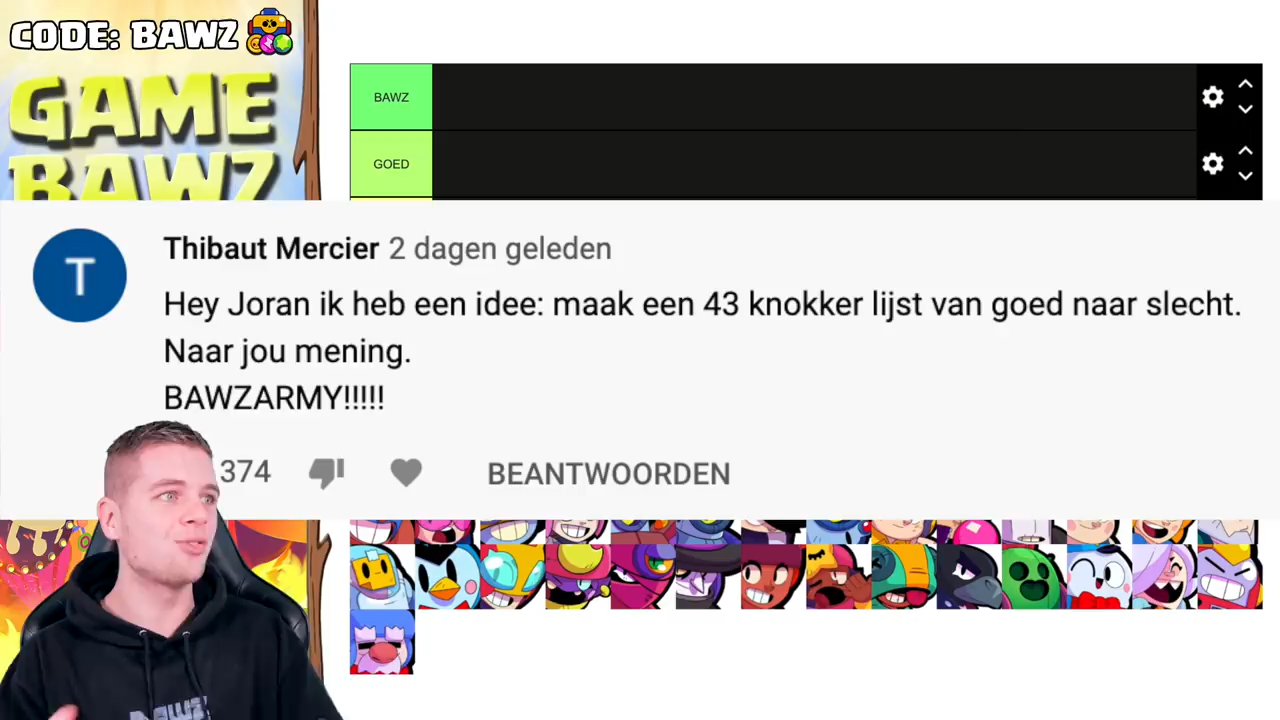 CODE: BAWZ
GAME
BAWZ
BAWZ
GOED
T
Thibaut Mercier 2 dagen geleden
Hey Joran ik heb een idee: maak een 43 knokker lijst van goed naar slecht.
Naar jou mening.
BAWZARMY!!!!!
374
BEANTWOORDEN
BAWZ